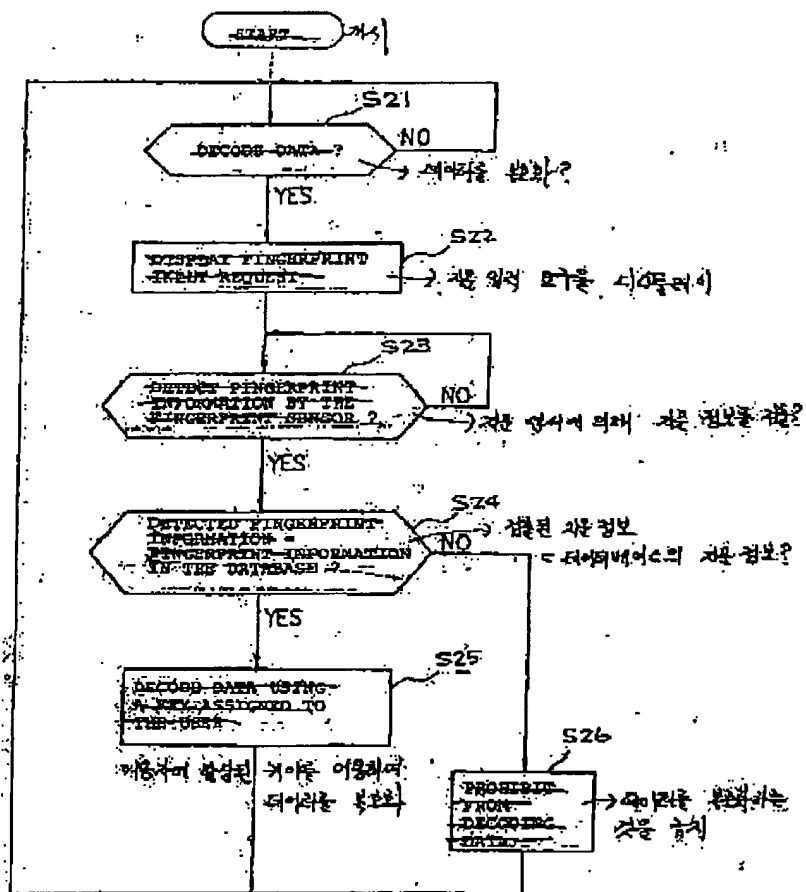 START 개시
S21
DECODE DATA ? NO
→ 데이터를 복호화?
YES
S22
DISPLAY FINGERPRINT
INPUT REQUEST
→ 지문 입력 요구를 디스플레이
S23
DETECT FINGERPRINT
INFORMATION BY THE
FINGERPRINT SENSOR ? NO
→ 지문 센서에 의해 지문 정보를 검출?
YES
S24
DETECTED FINGERPRINT
INFORMATION =
FINGERPRINT INFORMATION
IN THE DATABASE ? NO
→ 검출된 지문 정보
= 데이터베이스의 지문 정보?
YES
S25
DECODE DATA USING
A KEY ASSIGNED TO
THE USER
이용자에 할당된 키이를 이용하여
데이터를 복호화
S26
PROHIBIT
FROM
DECODING
DATA
→ 데이터를 복호화하는
것을 금지